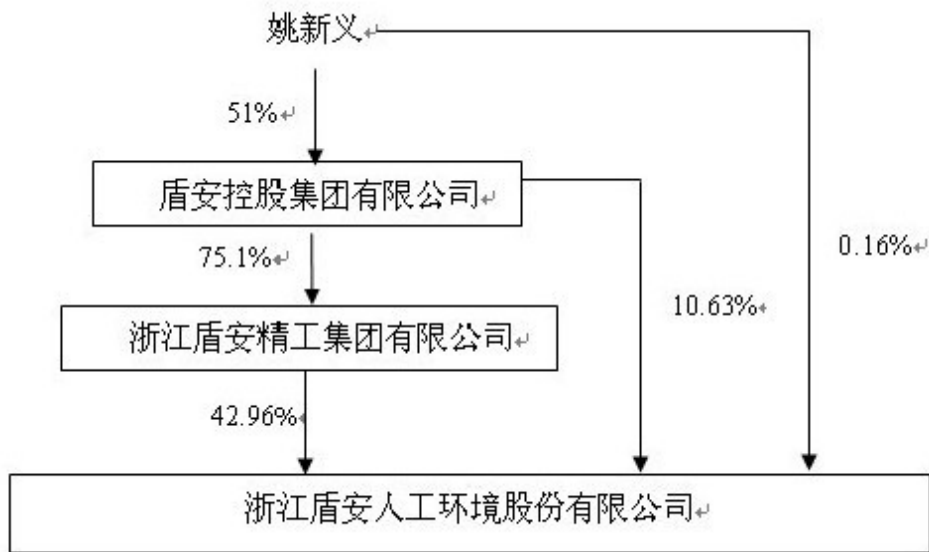 姚新义
51%
盾安控股集团有限公司
75.1%
0.16%
10.63%
浙江盾安精工集团有限公司
42.96%
浙江盾安人工环境股份有限公司